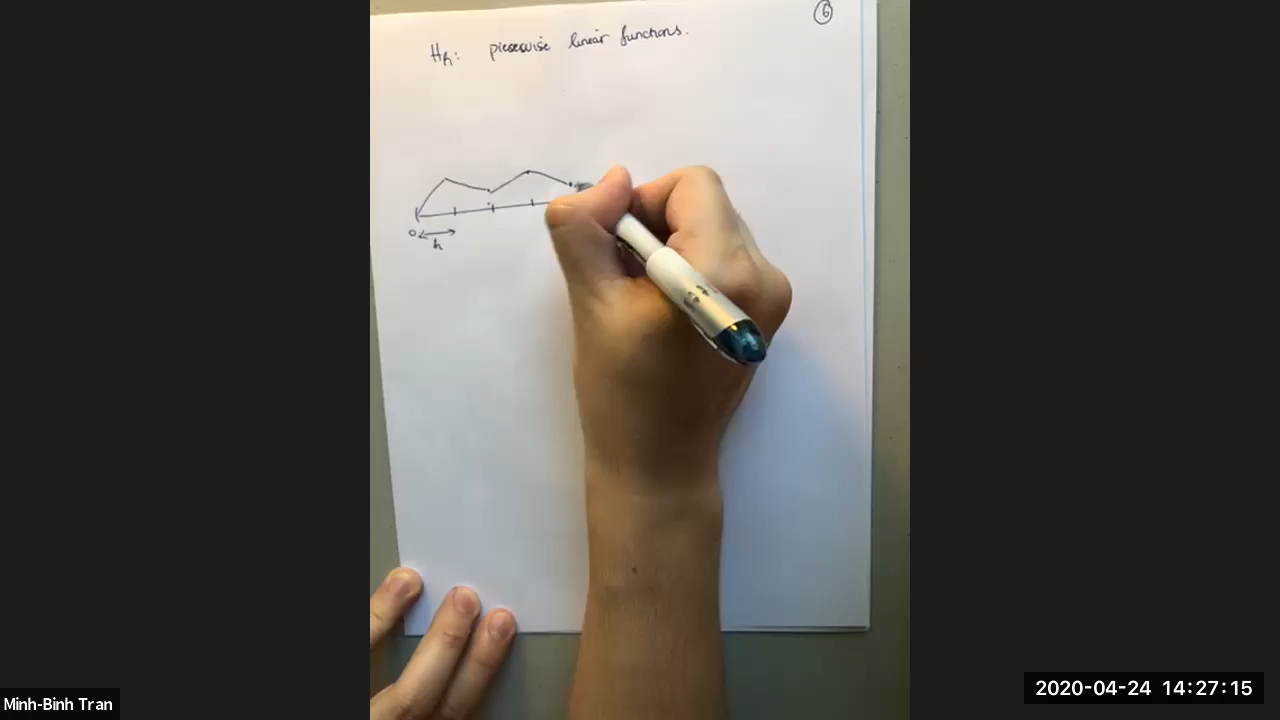 ⑥
H_h: piecewise linear functions.
0
h
Minh-Binh Tran
2020-04-24 14:27:15